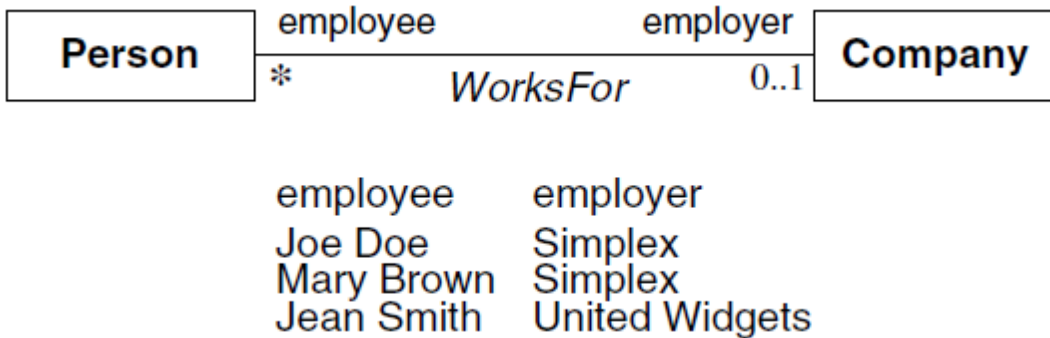 employee employer
Person Company
* WorksFor 0..1
employee employer
Joe Doe Simplex
Mary Brown Simplex
Jean Smith United Widgets